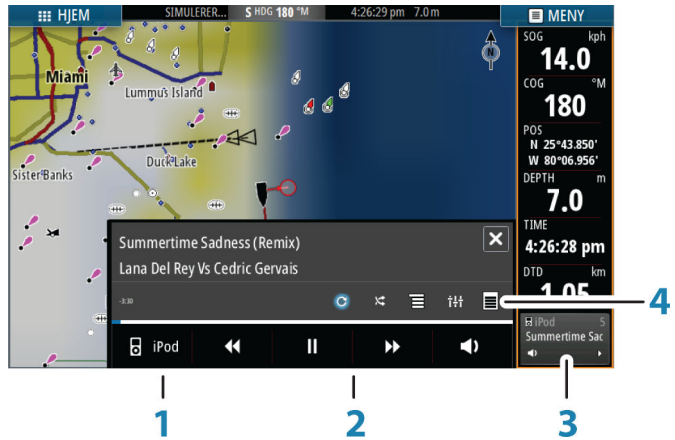 HJEM
SIMULERER...
S HDG 180 °M
4:26:29 pm 7.0 m
MENY
Miami
Lummus Island
Duck Lake
Sister Banks
N
SOG kph
14.0
COG °M
180
POS
N 25°43.850'
W 80°06.956'
DEPTH m
7.0
TIME
4:26:28 pm
DTD km
1.05
Summertime Sadness (Remix)
Lana Del Rey Vs Cedric Gervais
-3:30
iPod
iPod 5
Summertime Sac
1
2
3
4